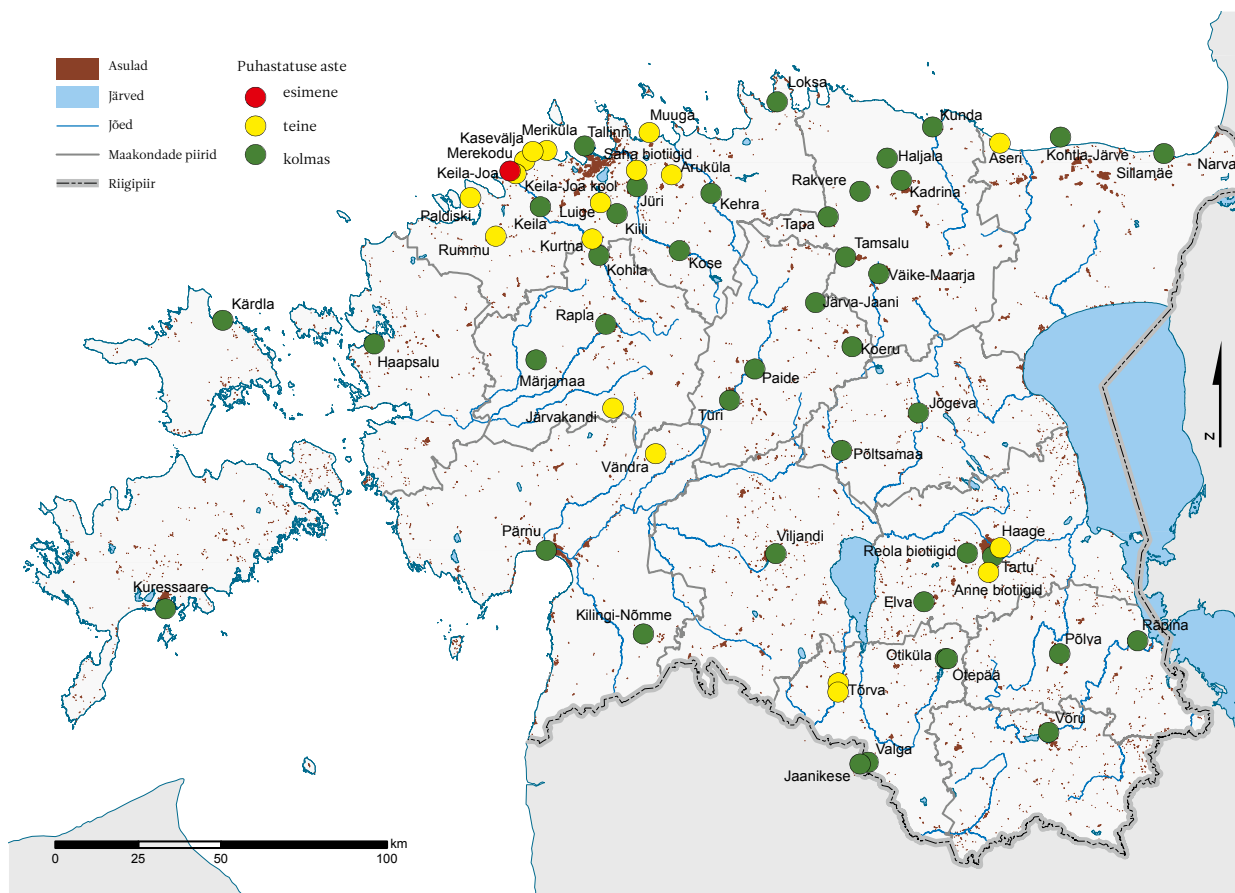 Asulad
Järved
Jõed
Maakondade piirid
Riigipiir
Puhastatuse aste
esimene
teine
kolmas
Loksa
Muuga
Kunda
Meriküla
Tallinn
Kasevälja
Aseri
Kohtla-Järve
Merekodu
Saha biotiigid
Haljala
Sillamäe
Narva
Keila-Joa
Aruküla
Rakvere
Kadrina
Keila-Joa kool
Jüri
Kehra
Paldiski
Luige
Keila
Kiili
Tapa
Rummu
Kurtna
Kose
Tamsalu
Kohila
Väike-Maarja
Kärdla
Järva-Jaani
Rapla
Haapsalu
Koeru
Märjamaa
Paide
Järvakandi
Türi
Jõgeva
Põltsamaa
Vändra
Pärnu
Viljandi
Haage
Reola biotiigid
Tartu
Anne biotiigid
Kuressaare
Elva
Kilingi-Nõmme
Räpina
Põlva
Otiküla
Otepää
Tõrva
Võru
Valga
Jaanikese
N
km
0 25 50 100